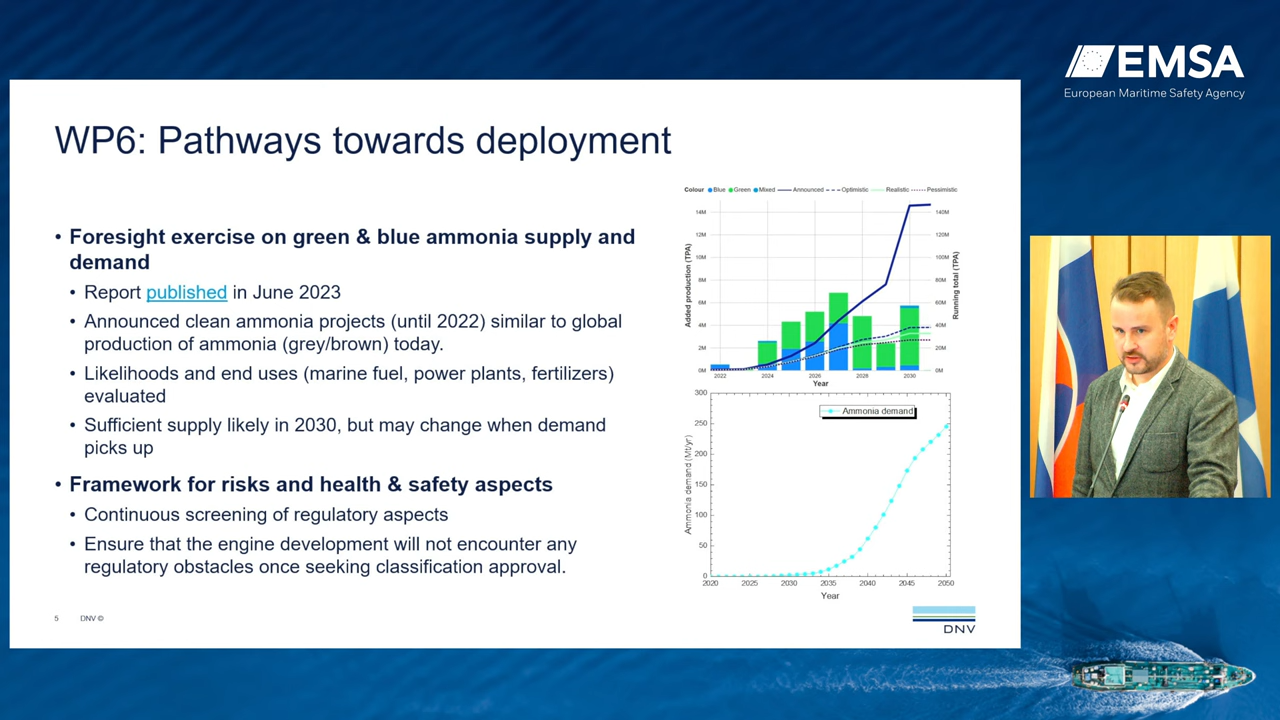 EMSA
European Maritime Safety Agency
WP6: Pathways towards deployment
• Foresight exercise on green & blue ammonia supply and
demand
• Report published in June 2023
• Announced clean ammonia projects (until 2022) similar to global
production of ammonia (grey/brown) today.
• Likelihoods and end uses (marine fuel, power plants, fertilizers)
evaluated
• Sufficient supply likely in 2030, but may change when demand
picks up
• Framework for risks and health & safety aspects
• Continuous screening of regulatory aspects
• Ensure that the engine development will not encounter any
regulatory obstacles once seeking classification approval.
Colour Blue Green Mixed Announced Optimistic Realistic Pessimistic
14M 140M
12M 120M
10M 100M
8M 80M
6M 60M
4M 40M
2M 20M
0M 0M
Added production (TPA)
Running total (TPA)
2022 2024 2026 2028 2030
Year
Ammonia demand
300
250
200
150
100
50
0
Ammonia demand (Mt/yr)
2020 2025 2030 2035 2040 2045 2050
Year
5 DNV ©
DNV